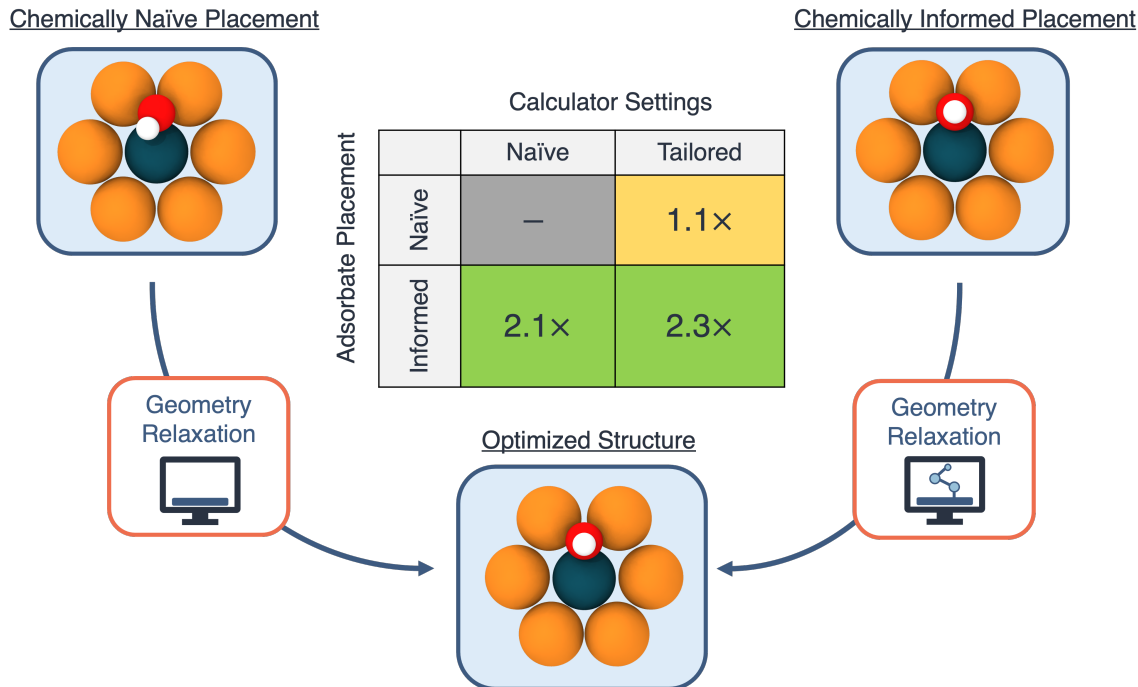 Chemically Naïve Placement
Chemically Informed Placement
Calculator Settings
Adsorbate Placement
Naïve
Tailored
Naïve
–
1.1×
Informed
2.1×
2.3×
Geometry
Relaxation
Geometry
Relaxation
Optimized Structure